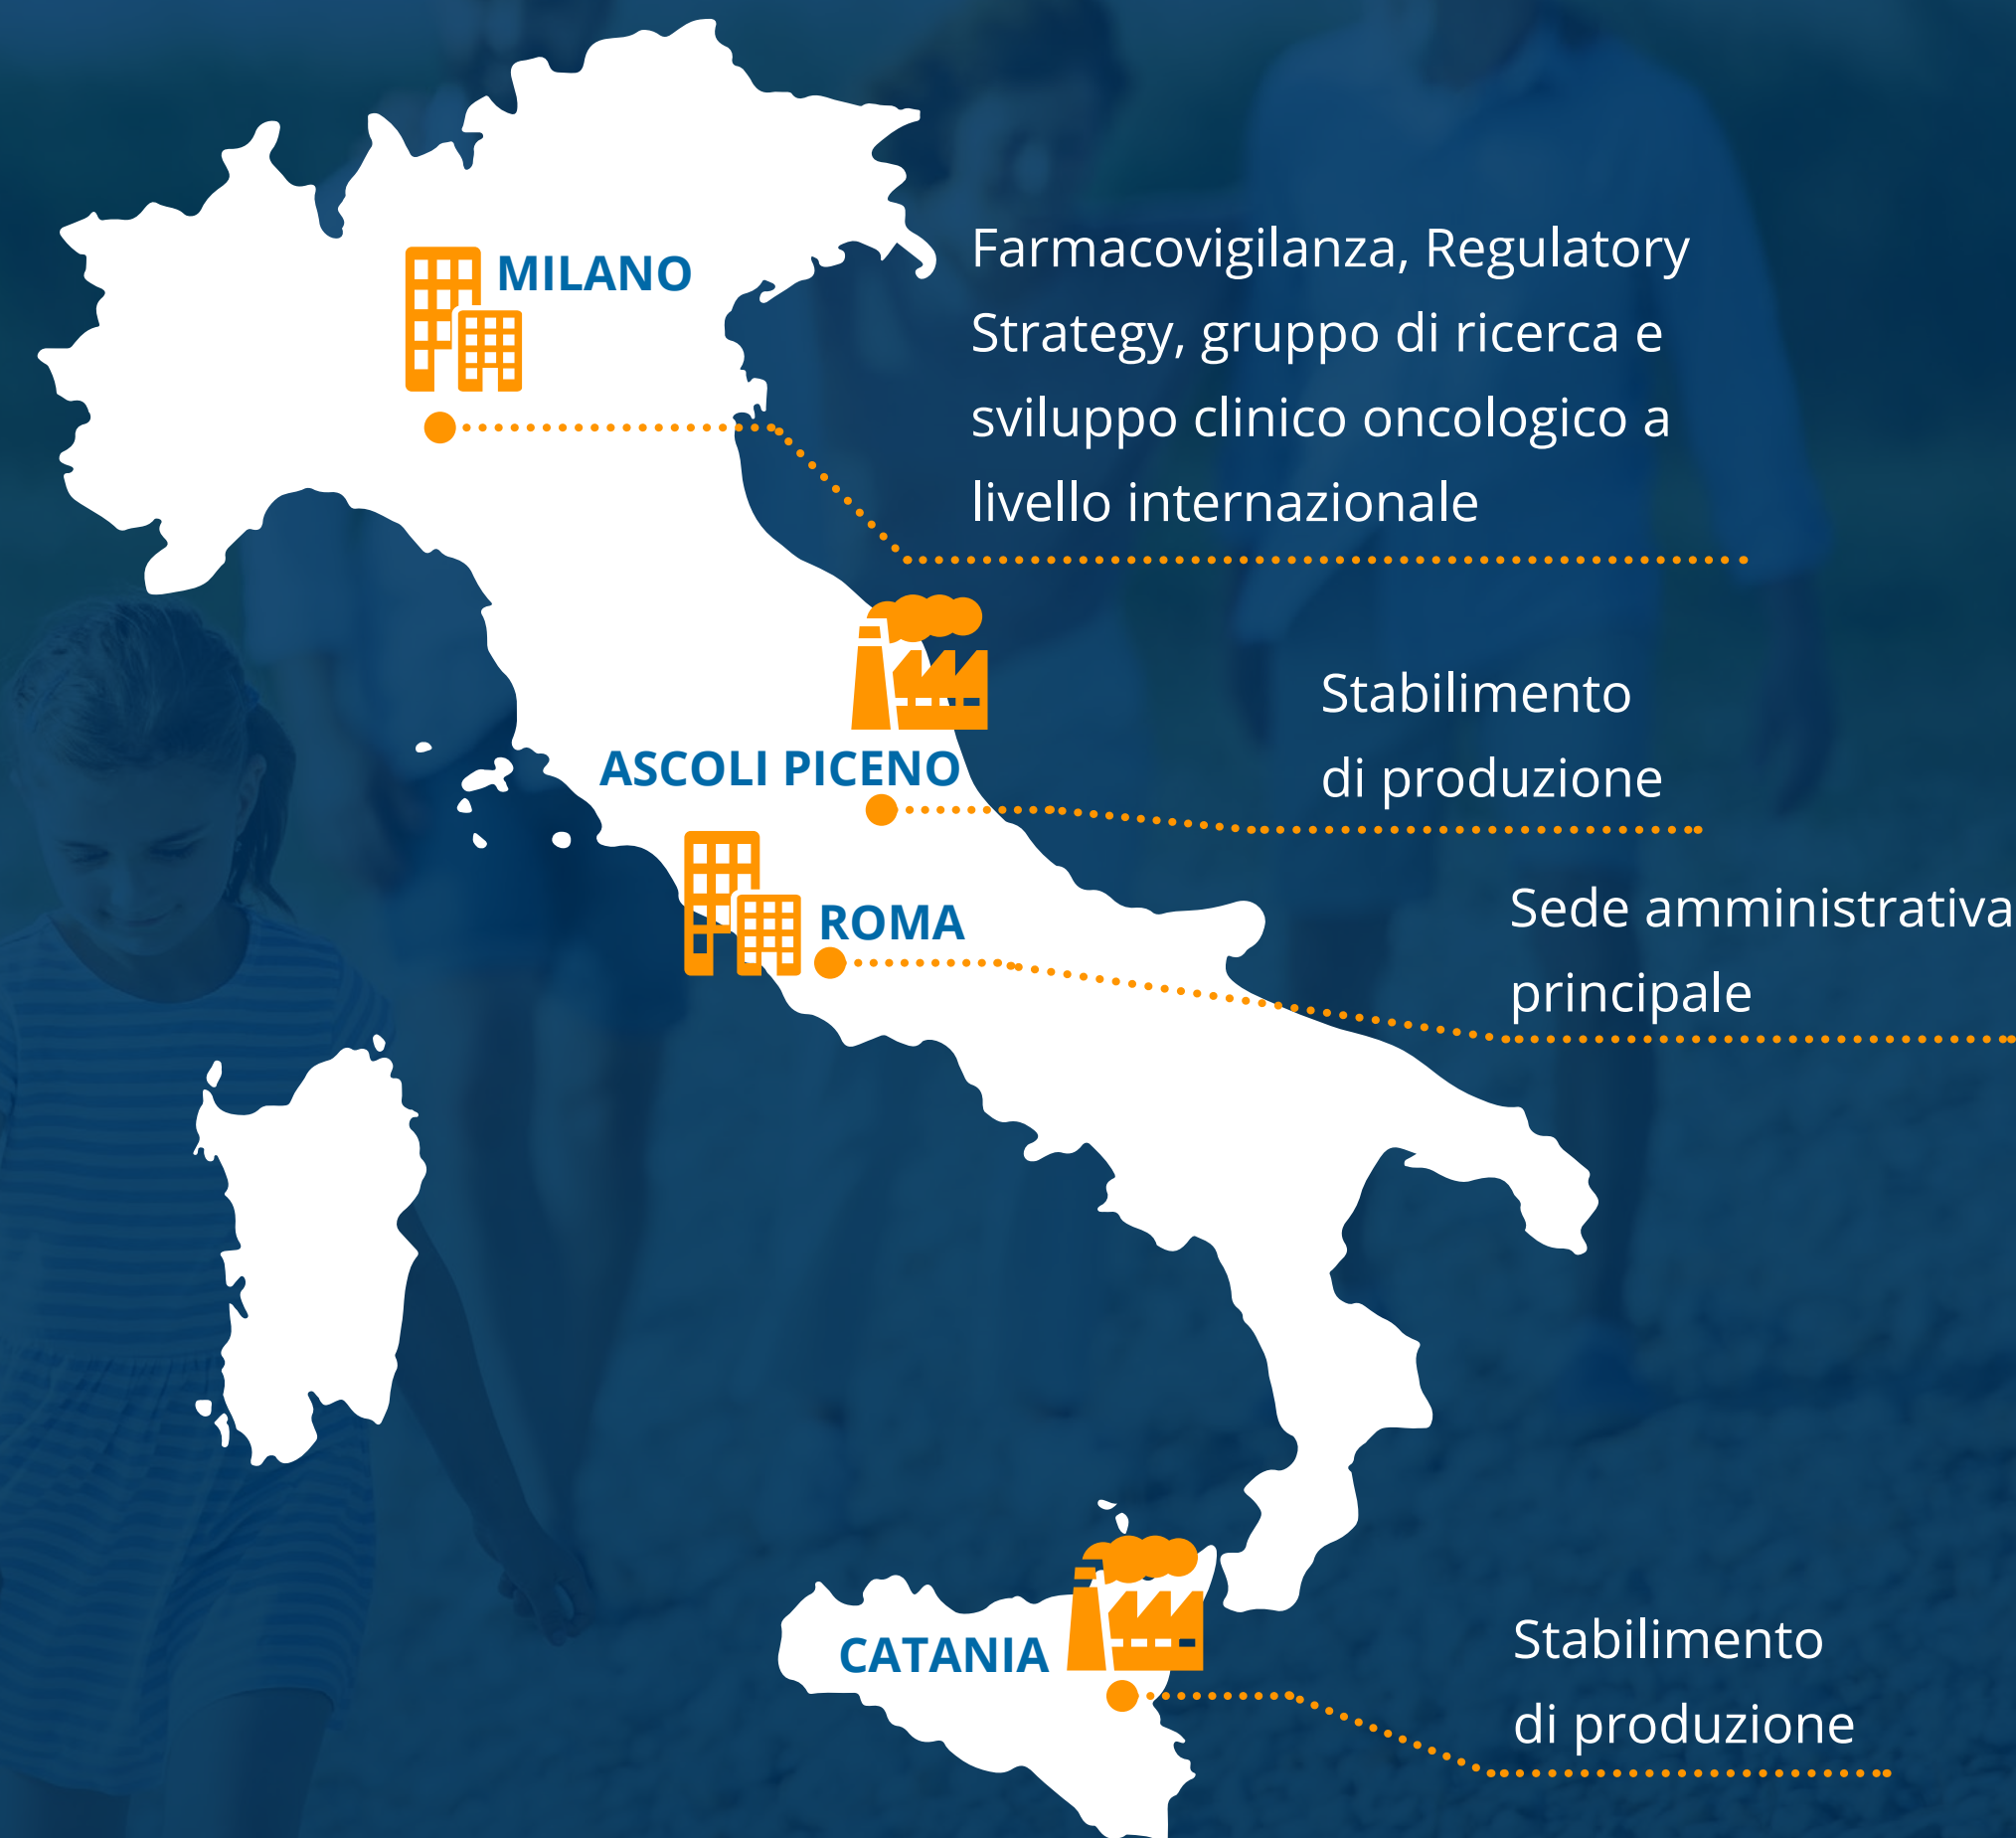 MILANO
Farmacovigilanza, Regulatory
Strategy, gruppo di ricerca e
sviluppo clinico oncologico a
livello internazionale
ASCOLI PICENO
Stabilimento
di produzione
ROMA
Sede amministrativa
principale
CATANIA
Stabilimento
di produzione